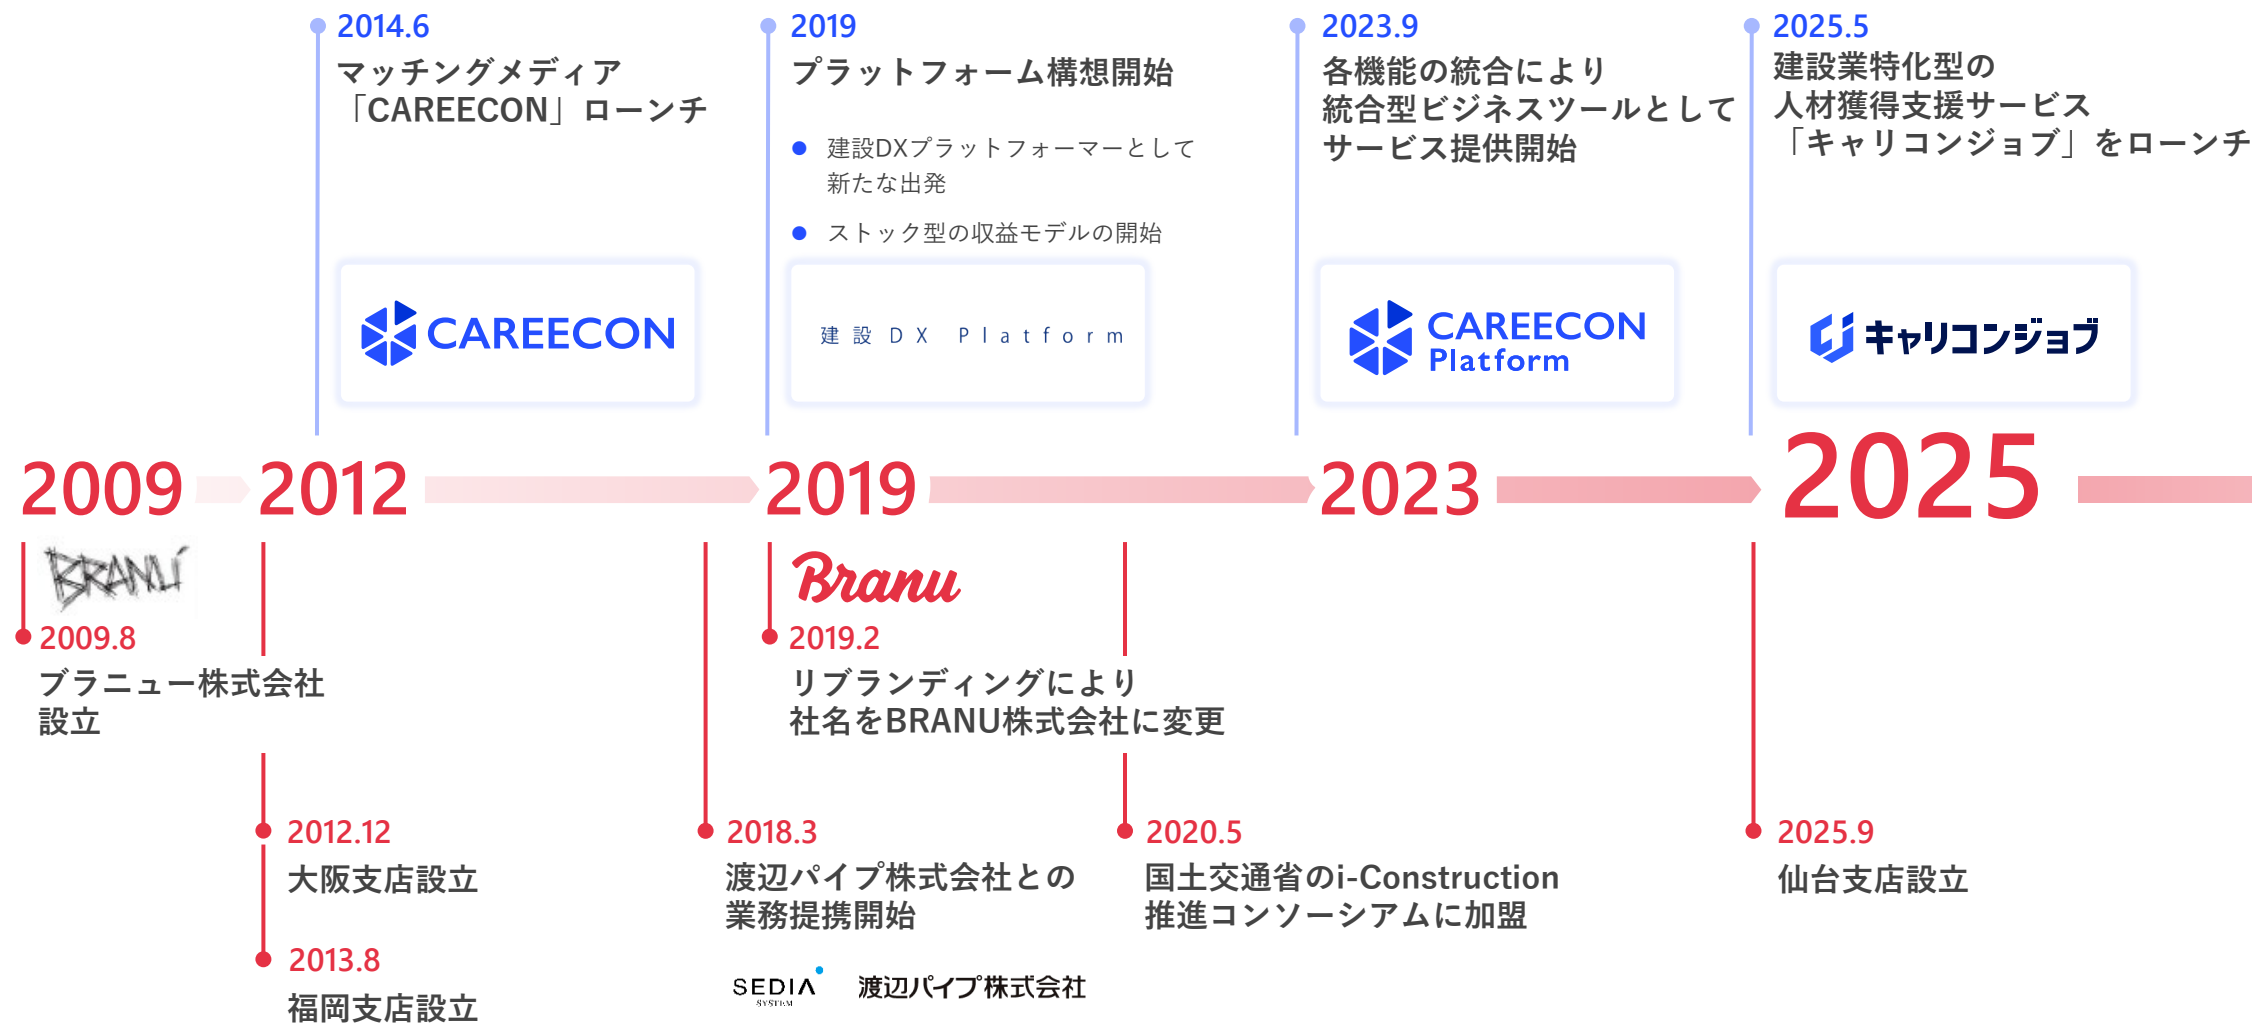 2014.6
マッチングメディア
「CAREECON」ローンチ
CAREECON
2019
プラットフォーム構想開始
建設DXプラットフォーマーとして
新たな出発
ストック型の収益モデルの開始
建設DX Platform
2023.9
各機能の統合により
統合型ビジネスツールとして
サービス提供開始
CAREECON
Platform
2025.5
建設業特化型の
人材獲得支援サービス
「キャリコンジョブ」をローンチ
キャリコンジョブ
2009
2012
2019
2023
2025
BRANU
2009.8
ブラニュー株式会社
設立
2012.12
大阪支店設立
2013.8
福岡支店設立
2018.3
渡辺パイプ株式会社との
業務提携開始
SEDIA
SYSTEM
渡辺パイプ株式会社
Branu
2019.2
リブランディングにより
社名をBRANU株式会社に変更
2020.5
国土交通省のi-Construction
推進コンソーシアムに加盟
2025.9
仙台支店設立